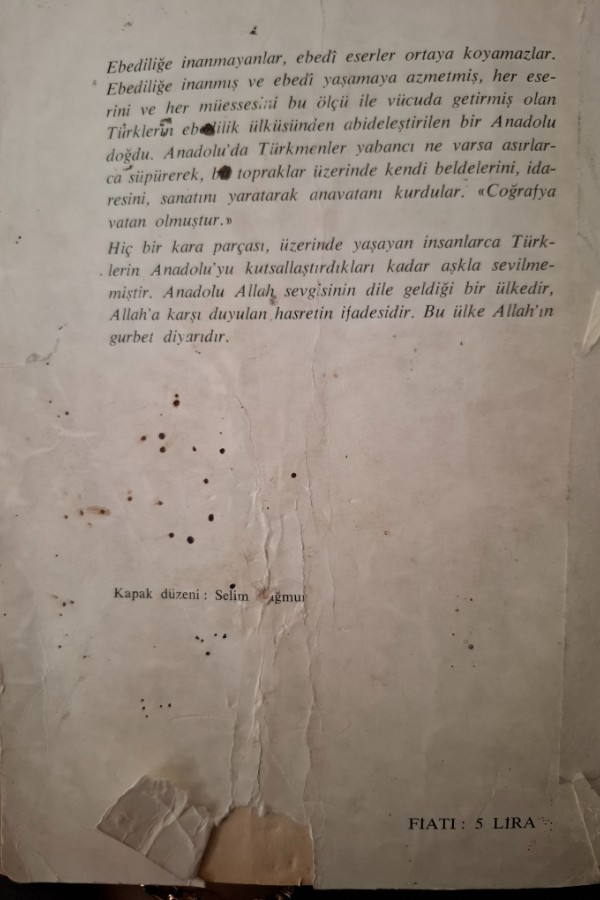 Ebediliğe inanmayanlar, ebedî eserler ortaya koyamazlar.
Ebediliğe inanmış ve ebedî yaşamaya azmetmiş, her ese-
rini ve her müessesini bu ölçü ile vücuda getirmiş olan
Türklerin ebedilik ülküsünden abideleştirilen bir Anadolu
doğdu. Anadolu'da Türkmenler yabancı ne varsa asırlar-
ca süpürerek, bu topraklar üzerinde kendi beldelerini, ida-
resini, sanatını yaratarak anavatanı kurdular. «Coğrafya
vatan olmuştur.»
Hiç bir kara parçası, üzerinde yaşayan insanlarca Türk-
lerin Anadolu'yu kutsallaştırdıkları kadar aşkla sevilme-
miştir. Anadolu Allah sevgisinin dile geldiği bir ülkedir,
Allah'a karşı duyulan hasretin ifadesidir. Bu ülke Allah'ın
gurbet diyarıdır.
Kapak düzeni : Selim
FİATI : 5 LİRA